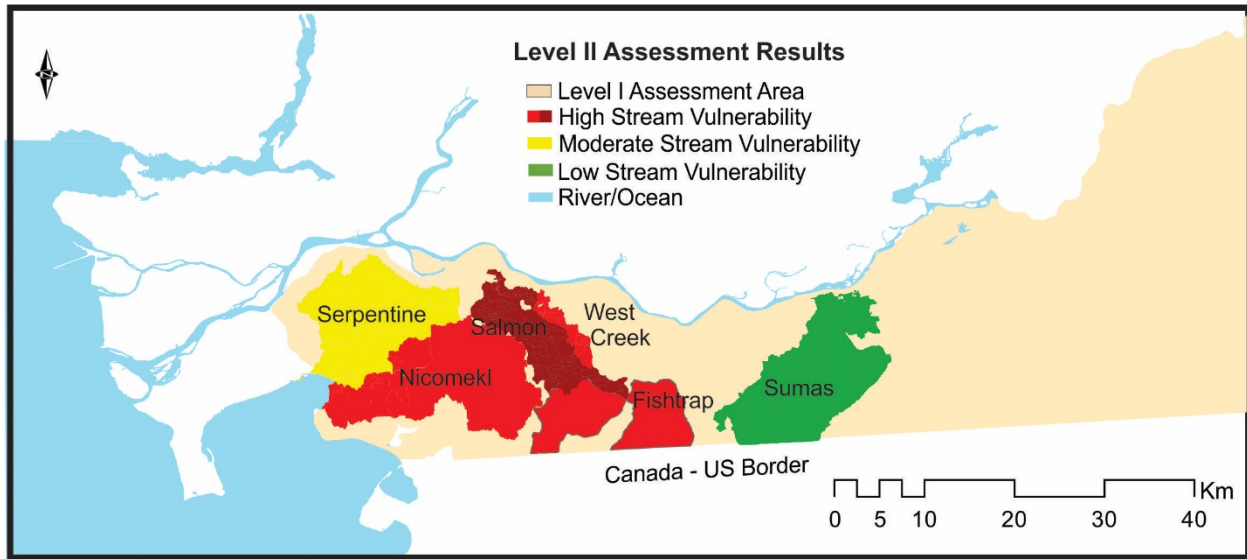 N
Level II Assessment Results
Level I Assessment Area
High Stream Vulnerability
Moderate Stream Vulnerability
Low Stream Vulnerability
River/Ocean
Serpentine
Salmon
West
Creek
Nicomekl
Fishtrap
Sumas
Canada - US Border
Km
0 5 10 20 30 40